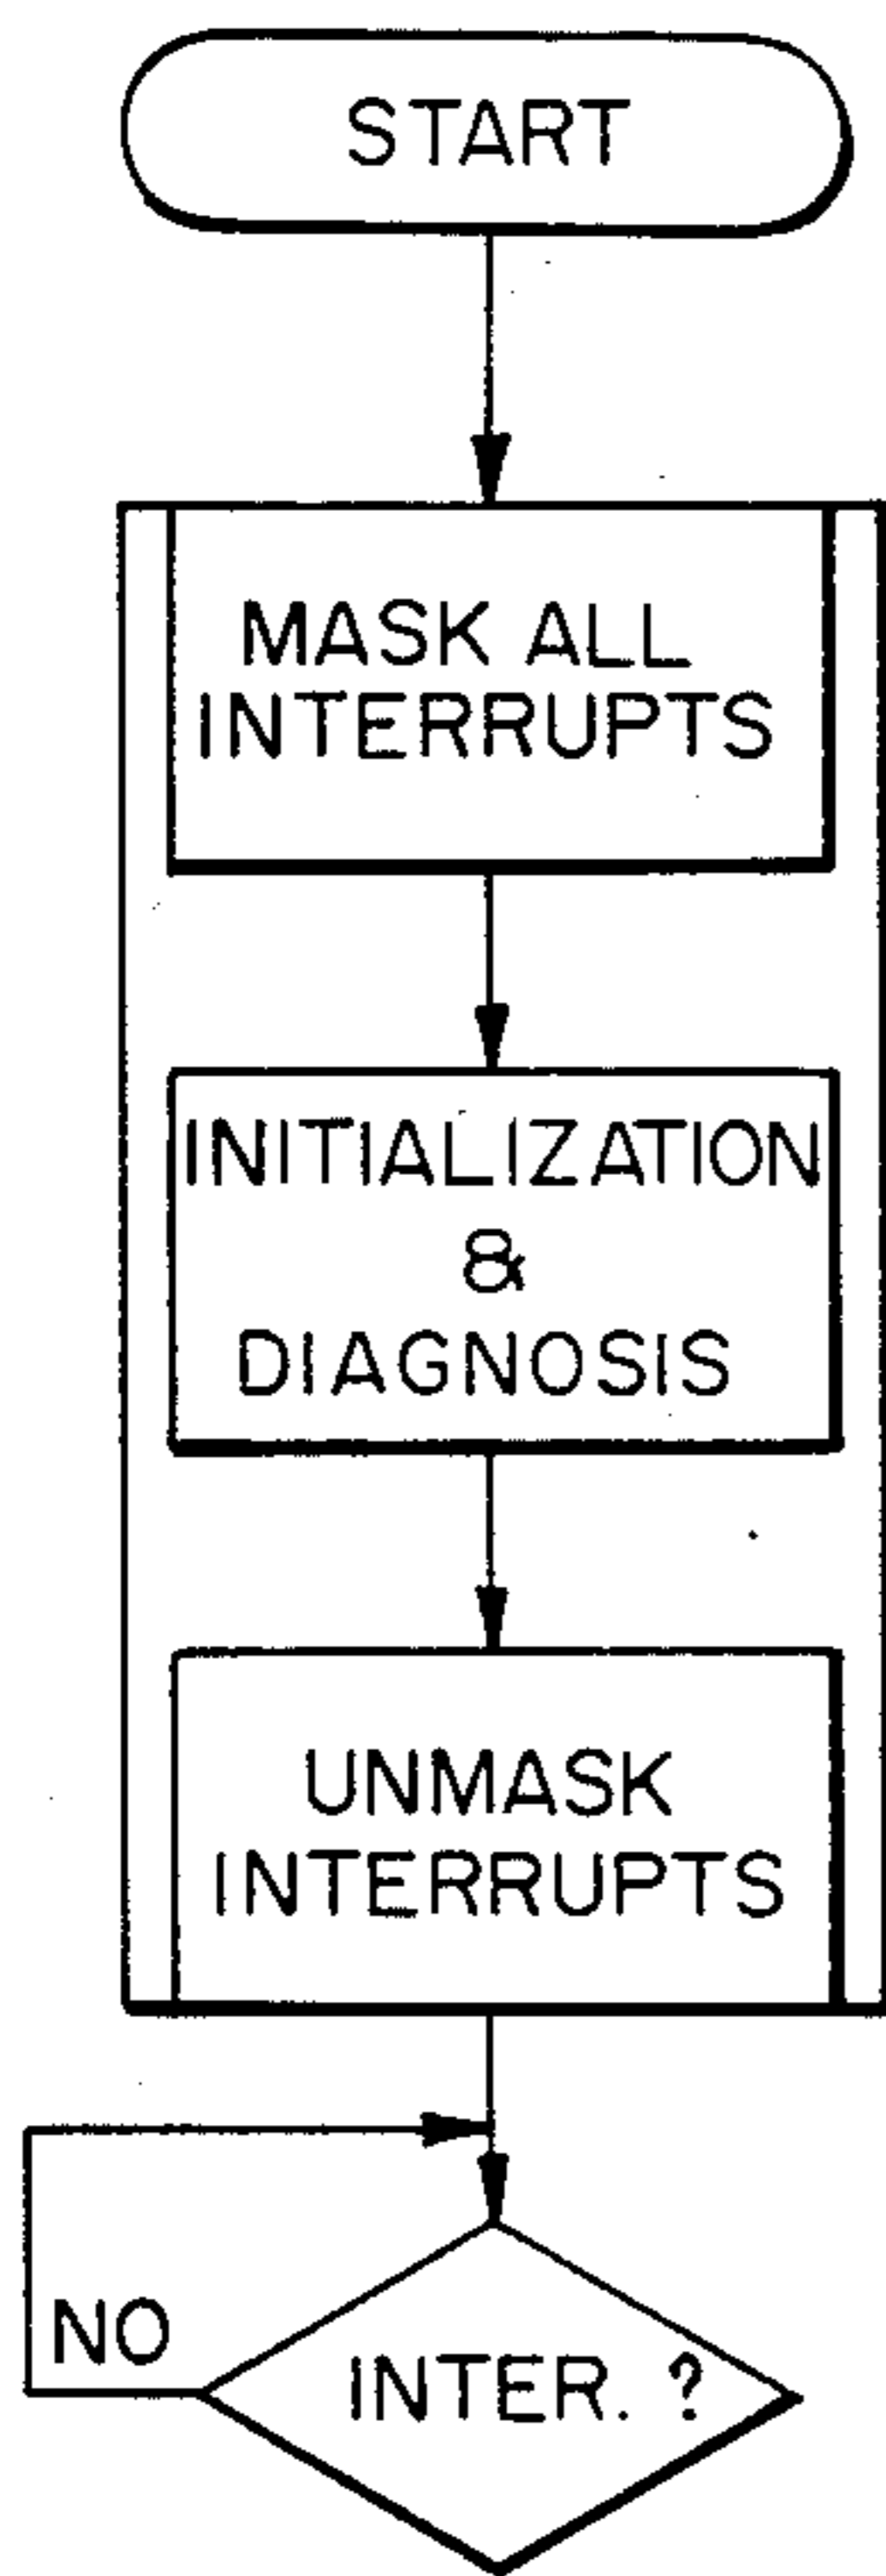 START
MASK ALL
INTERRUPTS
INITIALIZATION
&
DIAGNOSIS
UNMASK
INTERRUPTS
NO
INTER. ?